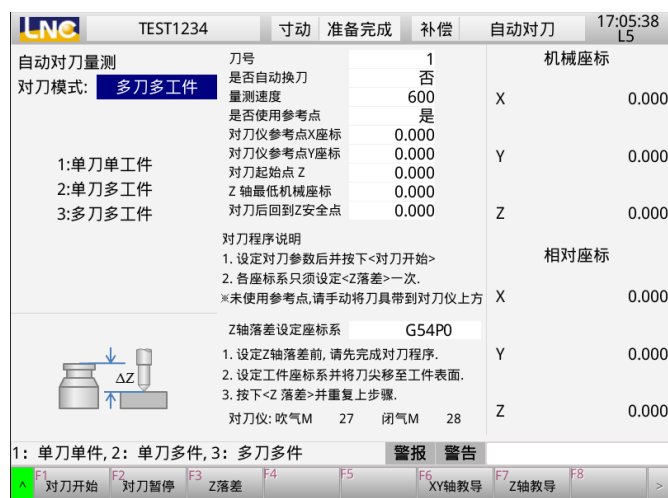 LNC TEST1234 寸动 准备完成 补偿 自动对刀 17:05:38
L5
自动对刀量测
对刀模式: 多刀多工件
1:单刀单工件
2:单刀多工件
3:多刀多工件
ΔZ
刀号 1
是否自动换刀 否
量测速度 600
是否使用参考点 是
对刀仪参考点X座标 0.000
对刀仪参考点Y座标 0.000
对刀起始点 Z 0.000
Z 轴最低机械座标 0.000
对刀后回到Z安全点 0.000
对刀程序说明
1. 设定对刀参数后并按下<对刀开始>
2. 各座标系只须设定<Z落差>一次.
※未使用参考点,请手动将刀具带到对刀仪上方
Z轴落差设定座标系 G54P0
1. 设定Z轴落差前, 请先完成对刀程序.
2. 设定工件座标系并将刀尖移至工件表面.
3. 按下<Z 落差>并重复上步骤.
对刀仪: 吹气M 27 闭气M 28
机械座标
X 0.000
Y 0.000
Z 0.000
相对座标
X 0.000
Y 0.000
Z 0.000
1: 单刀单件, 2: 单刀多件, 3: 多刀多件 警报 警告
^ F1 对刀开始 F2 对刀暂停 F3 Z落差 F4 F5 F6 XY轴教导 F7 Z轴教导 F8 >